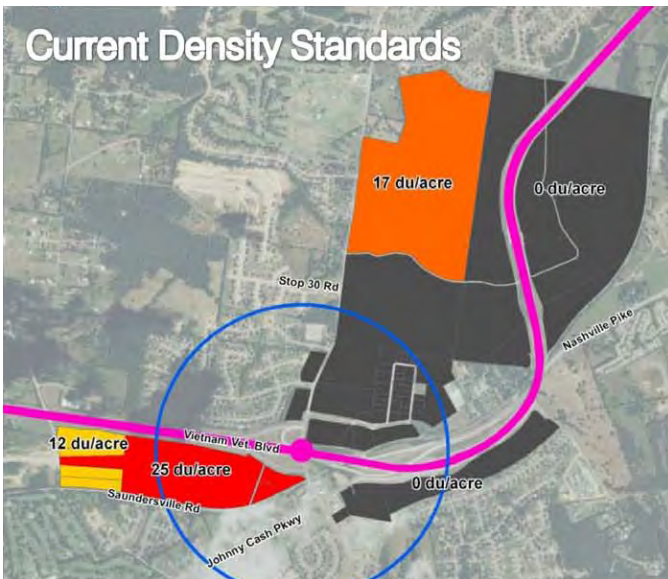 Current Density Standards
17 du/acre
0 du/acre
Stop 30 Rd
Nashville Pike
Vietnam Vet. Blvd
12 du/acre
25 du/acre
0 du/acre
Saundersville Rd
Johnny Cash Pkwy